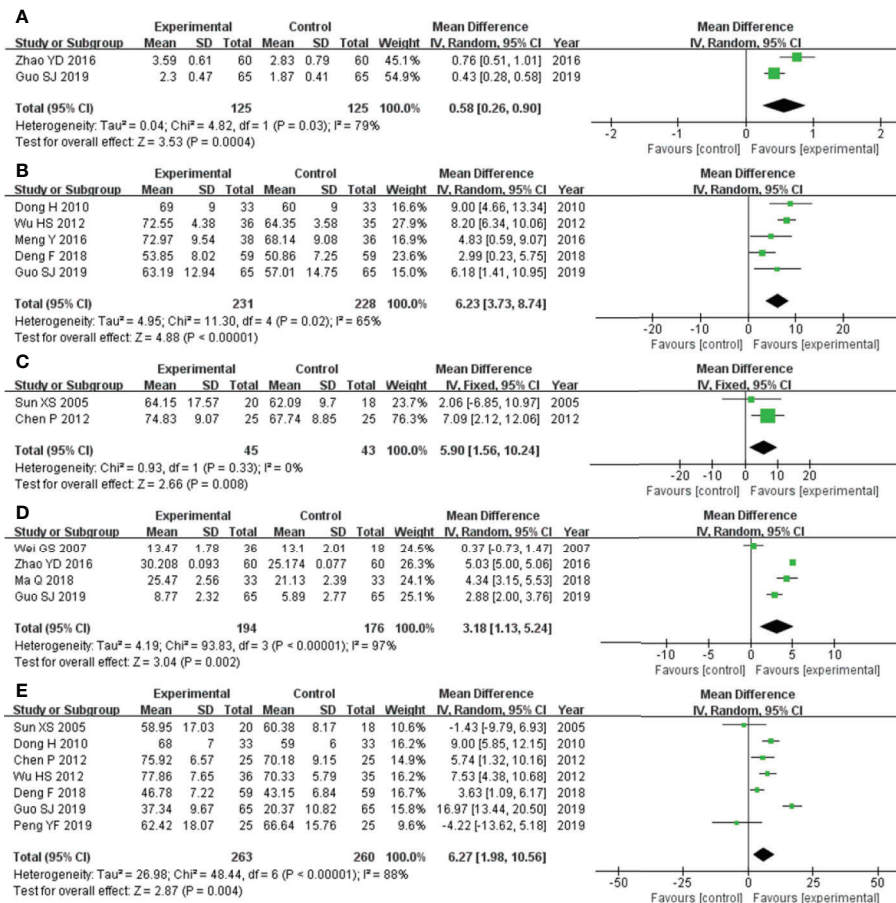 A
Experimental Control Mean Difference Mean Difference
Study or Subgroup Mean SD Total Mean SD Total Weight IV, Random, 95% CI Year IV, Random, 95% CI
Zhao YD 2016 3.59 0.61 60 2.83 0.79 60 45.1% 0.76 [0.51, 1.01] 2016
Guo SJ 2019 2.3 0.47 65 1.87 0.41 65 54.9% 0.43 [0.28, 0.58] 2019
Total (95% CI) 125 125 100.0% 0.58 [0.26, 0.90]
Heterogeneity: Tau² = 0.04; Chi² = 4.82, df = 1 (P = 0.03); I² = 79%
Test for overall effect: Z = 3.53 (P = 0.0004)
-2 -1 0 1 2
Favours [control] Favours [experimental]
B
Experimental Control Mean Difference Mean Difference
Study or Subgroup Mean SD Total Mean SD Total Weight IV, Random, 95% CI Year IV, Random, 95% CI
Dong H 2010 69 9 33 60 9 33 16.6% 9.00 [4.66, 13.34] 2010
Wu HS 2012 72.55 4.38 36 64.35 3.58 35 27.9% 8.20 [6.34, 10.06] 2012
Meng Y 2016 72.97 9.54 38 68.14 9.08 36 16.9% 4.83 [0.59, 9.07] 2016
Deng F 2018 53.85 8.02 59 50.86 7.25 59 23.6% 2.99 [0.23, 5.75] 2018
Guo SJ 2019 63.19 12.94 65 57.01 14.75 65 15.0% 6.18 [1.41, 10.95] 2019
Total (95% CI) 231 228 100.0% 6.23 [3.73, 8.74]
Heterogeneity: Tau² = 4.95; Chi² = 11.30, df = 4 (P = 0.02); I² = 65%
Test for overall effect: Z = 4.88 (P < 0.00001)
-20 -10 0 10 20
Favours [control] Favours [experimental]
C
Experimental Control Mean Difference Mean Difference
Study or Subgroup Mean SD Total Mean SD Total Weight IV, Fixed, 95% CI Year IV, Fixed, 95% CI
Sun XS 2005 64.15 17.57 20 62.09 9.7 18 23.7% 2.06 [-6.85, 10.97] 2005
Chen P 2012 74.83 9.07 25 67.74 8.85 25 76.3% 7.09 [2.12, 12.06] 2012
Total (95% CI) 45 43 100.0% 5.90 [1.56, 10.24]
Heterogeneity: Chi² = 0.93, df = 1 (P = 0.33); I² = 0%
Test for overall effect: Z = 2.66 (P = 0.008)
-20 -10 0 10 20
Favours [control] Favours [experimental]
D
Experimental Control Mean Difference Mean Difference
Study or Subgroup Mean SD Total Mean SD Total Weight IV, Random, 95% CI Year IV, Random, 95% CI
Wei GS 2007 13.47 1.78 36 13.1 2.01 18 24.5% 0.37 [-0.73, 1.47] 2007
Zhao YD 2016 30.208 0.093 60 25.174 0.077 60 26.3% 5.03 [5.00, 5.06] 2016
Ma Q 2018 25.47 2.56 33 21.13 2.39 33 24.1% 4.34 [3.15, 5.53] 2018
Guo SJ 2019 8.77 2.32 65 5.89 2.77 65 25.1% 2.88 [2.00, 3.76] 2019
Total (95% CI) 194 176 100.0% 3.18 [1.13, 5.24]
Heterogeneity: Tau² = 4.19; Chi² = 93.83, df = 3 (P < 0.00001); I² = 97%
Test for overall effect: Z = 3.04 (P = 0.002)
-10 -5 0 5 10
Favours [control] Favours [experimental]
E
Experimental Control Mean Difference Mean Difference
Study or Subgroup Mean SD Total Mean SD Total Weight IV, Random, 95% CI Year IV, Random, 95% CI
Sun XS 2005 58.95 17.03 20 60.38 8.17 18 10.6% -1.43 [-9.79, 6.93] 2005
Dong H 2010 68 7 33 59 6 33 16.2% 9.00 [5.85, 12.15] 2010
Chen P 2012 75.92 6.57 25 70.18 9.15 25 14.9% 5.74 [1.32, 10.16] 2012
Wu HS 2012 77.86 7.65 36 70.33 5.79 35 16.2% 7.53 [4.38, 10.68] 2012
Deng F 2018 46.78 7.22 59 43.15 6.84 59 16.7% 3.63 [1.09, 6.17] 2018
Guo SJ 2019 37.34 9.67 65 20.37 10.82 65 15.8% 16.97 [13.44, 20.50] 2019
Peng YF 2019 62.42 18.07 25 66.64 15.76 25 9.6% -4.22 [-13.62, 5.18] 2019
Total (95% CI) 263 260 100.0% 6.27 [1.98, 10.56]
Heterogeneity: Tau² = 26.98; Chi² = 48.44, df = 6 (P < 0.00001); I² = 88%
Test for overall effect: Z = 2.87 (P = 0.004)
-50 -25 0 25 50
Favours [control] Favours [experimental]